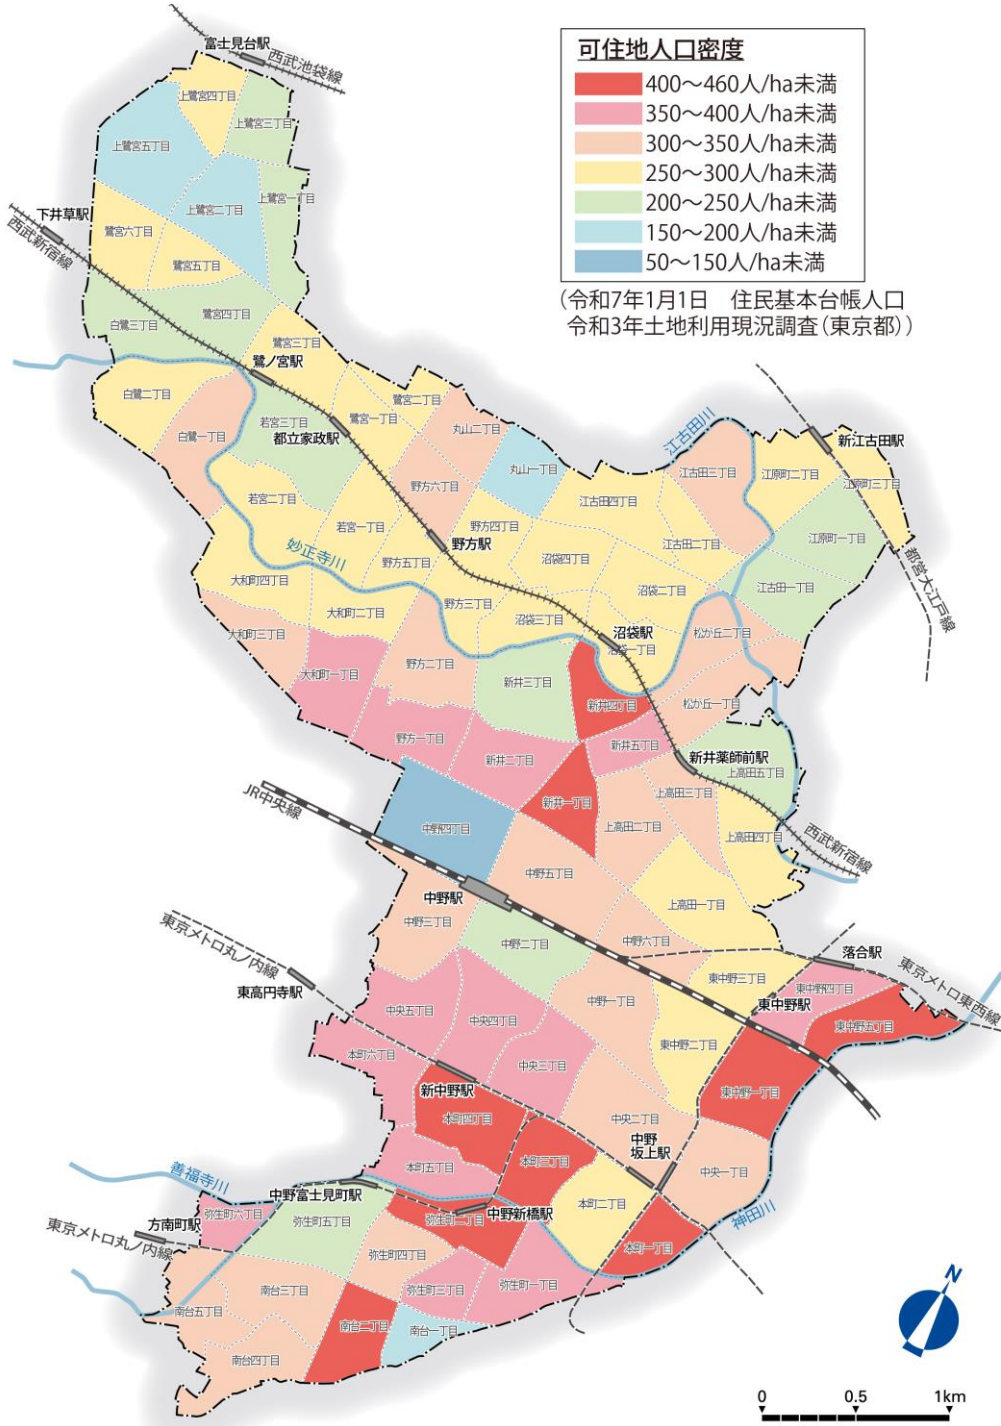 可住地人口密度
400～460人/ha未満
350～400人/ha未満
300～350人/ha未満
250～300人/ha未満
200～250人/ha未満
150～200人/ha未満
50～150人/ha未満
(令和7年1月1日　住民基本台帳人口
令和3年土地利用現況調査(東京都))
富士見台駅
西武池袋線
上鷺宮四丁目
上鷺宮三丁目
上鷺宮五丁目
上鷺宮一丁目
上鷺宮二丁目
下井草駅
西武新宿線
鷺宮六丁目
鷺宮五丁目
鷺宮四丁目
白鷺三丁目
鷺宮三丁目
鷺ノ宮駅
白鷺二丁目
鷺宮二丁目
鷺宮一丁目
若宮三丁目
都立家政駅
白鷺一丁目
丸山二丁目
丸山一丁目
江古田川
新江古田駅
江古田三丁目
江原町二丁目
江原町三丁目
野方六丁目
若宮二丁目
江古田四丁目
若宮一丁目
野方四丁目
野方駅
江古田二丁目
江原町一丁目
妙正寺川
野方五丁目
沼袋四丁目
都営大江戸線
大和町四丁目
沼袋二丁目
江古田一丁目
大和町二丁目
野方三丁目
沼袋三丁目
大和町三丁目
沼袋駅
松が丘二丁目
沼袋一丁目
野方二丁目
大和町一丁目
新井三丁目
新井四丁目
松が丘一丁目
野方一丁目
新井二丁目
新井五丁目
新井薬師前駅
上高田五丁目
上高田三丁目
JR中央線
新井一丁目
中野四丁目
上高田二丁目
上高田四丁目
西武新宿線
中野五丁目
中野駅
上高田一丁目
中野三丁目
東京メトロ丸ノ内線
中野二丁目
中野六丁目
落合駅
東京メトロ東西線
東高円寺駅
東中野三丁目
東中野四丁目
東中野駅
中野一丁目
中央五丁目
中央四丁目
東中野五丁目
東中野二丁目
本町六丁目
中央三丁目
新中野駅
東中野一丁目
本町四丁目
中央二丁目
中野
坂上駅
本町三丁目
本町五丁目
中央一丁目
善福寺川
中野富士見町駅
本町二丁目
方南町駅
弥生町六丁目
弥生町五丁目
弥生町二丁目
中野新橋駅
神田川
東京メトロ丸ノ内線
本町一丁目
弥生町四丁目
弥生町三丁目
弥生町一丁目
南台三丁目
南台五丁目
南台二丁目
南台一丁目
南台四丁目
N
0
0.5
1km